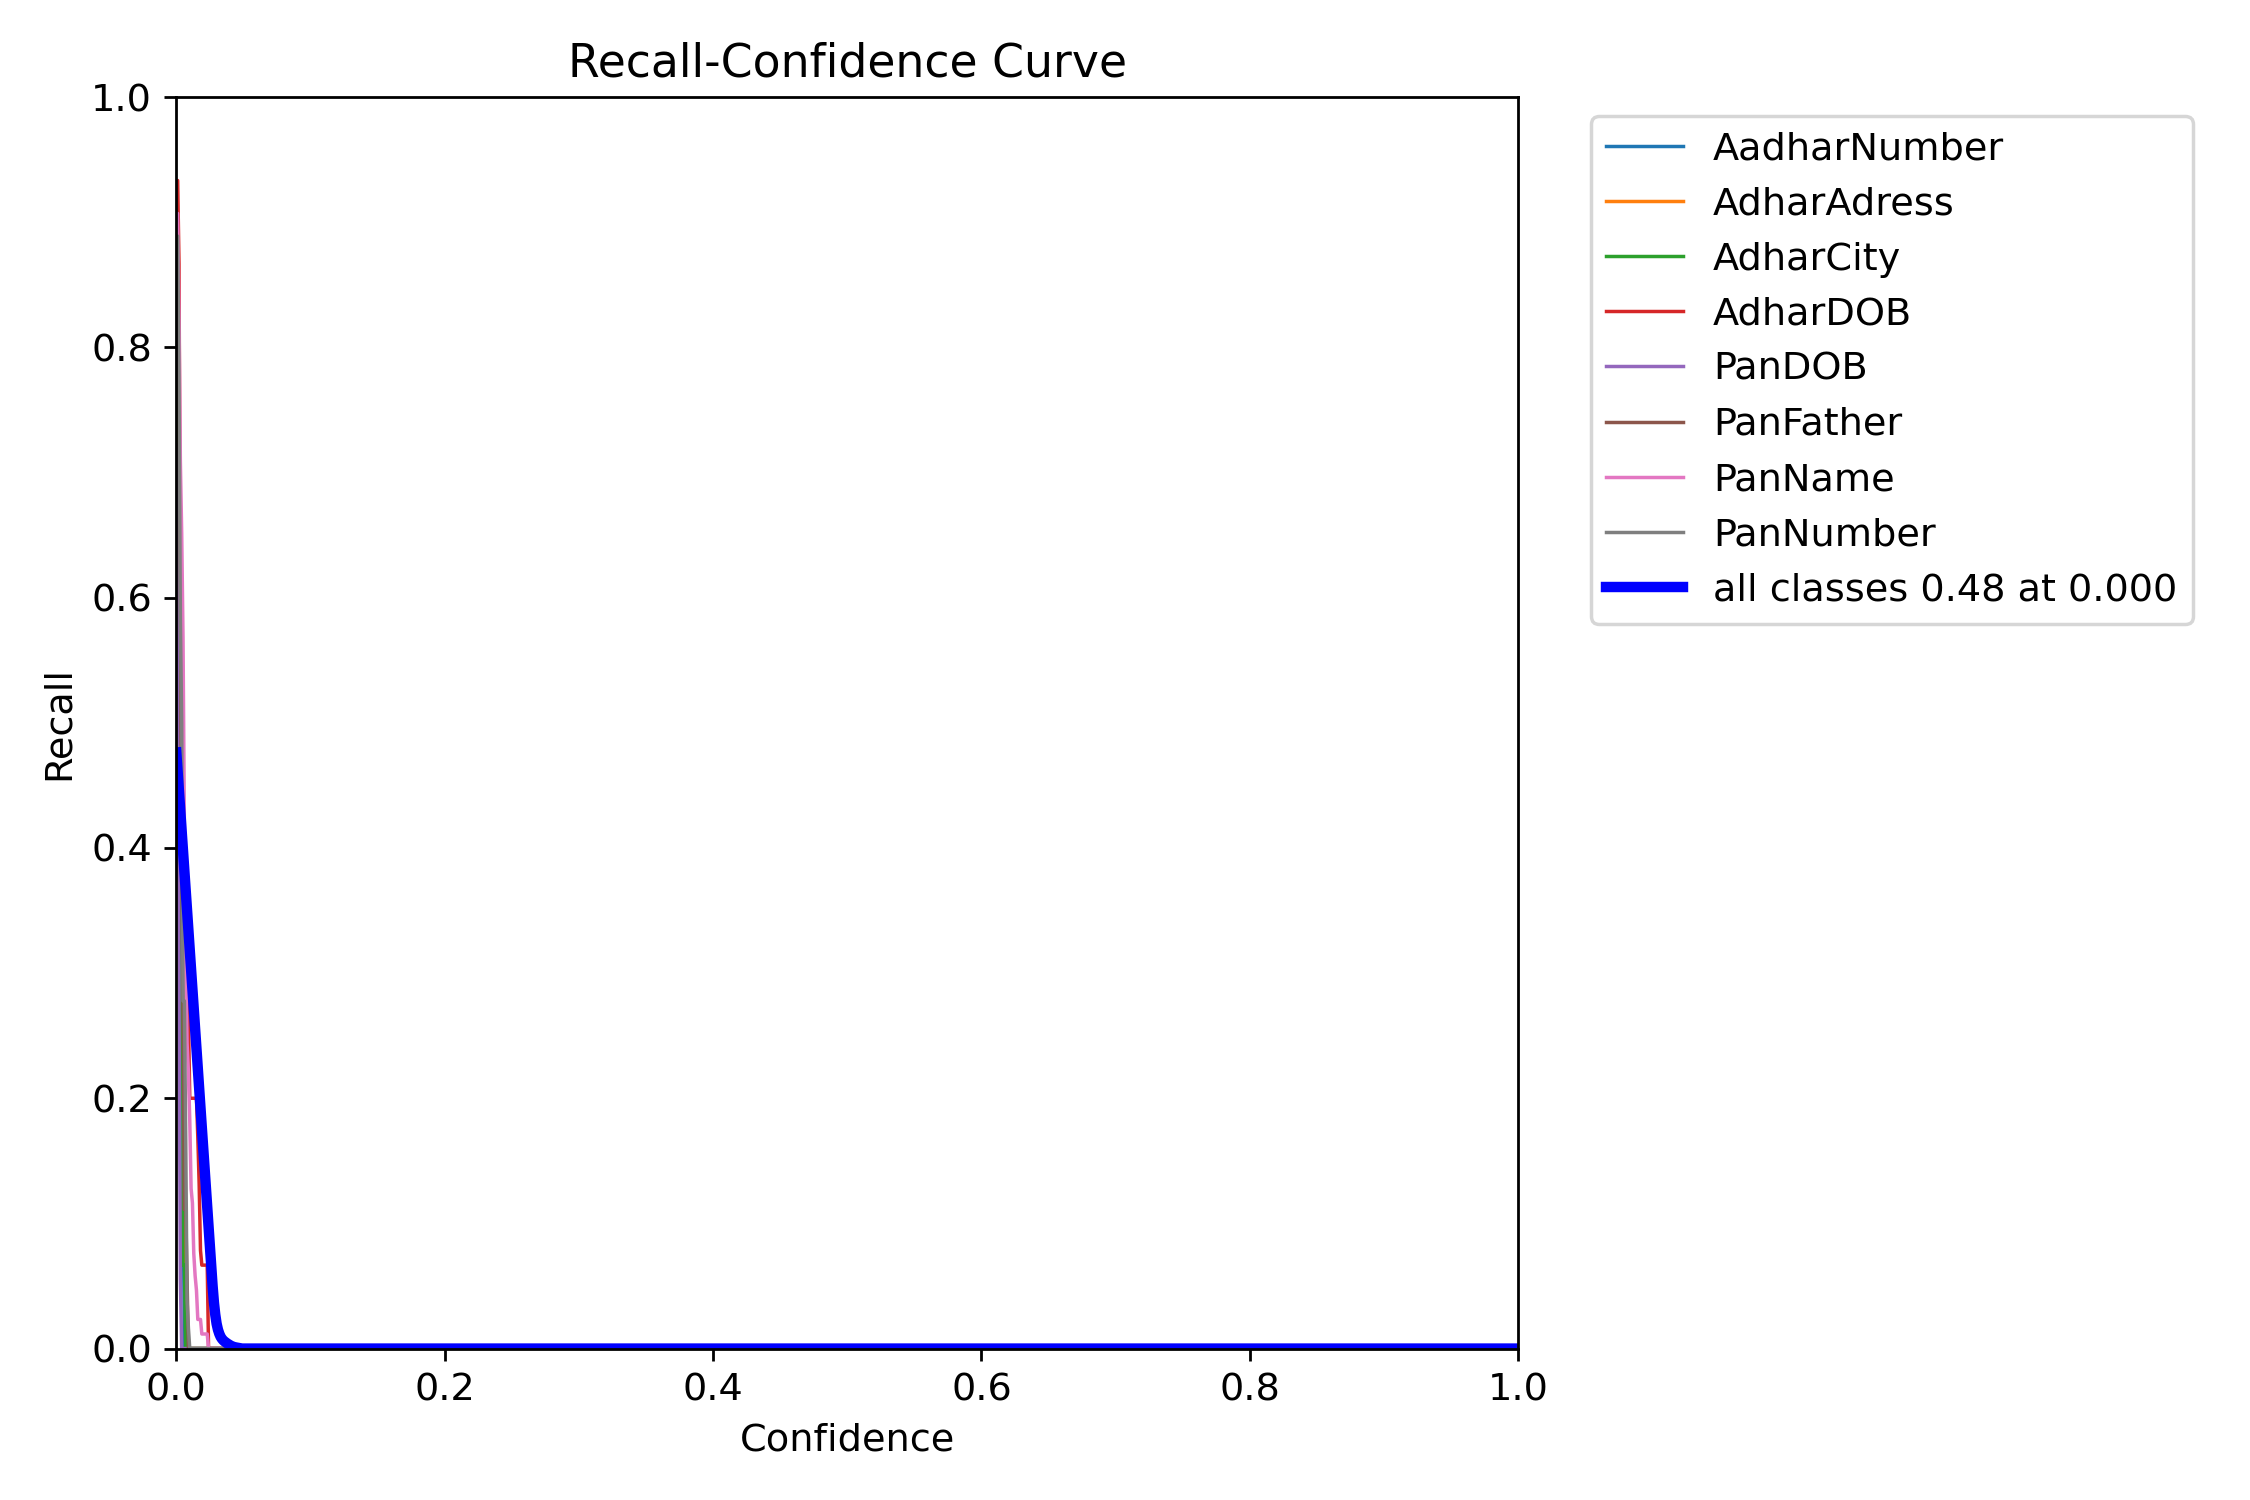 Recall-Confidence Curve
1.0
0.8
0.6
0.4
0.2
0.0
Recall
0.0 0.2 0.4 0.6 0.8 1.0
Confidence
AadharNumber
AdharAdress
AdharCity
AdharDOB
PanDOB
PanFather
PanName
PanNumber
all classes 0.48 at 0.000